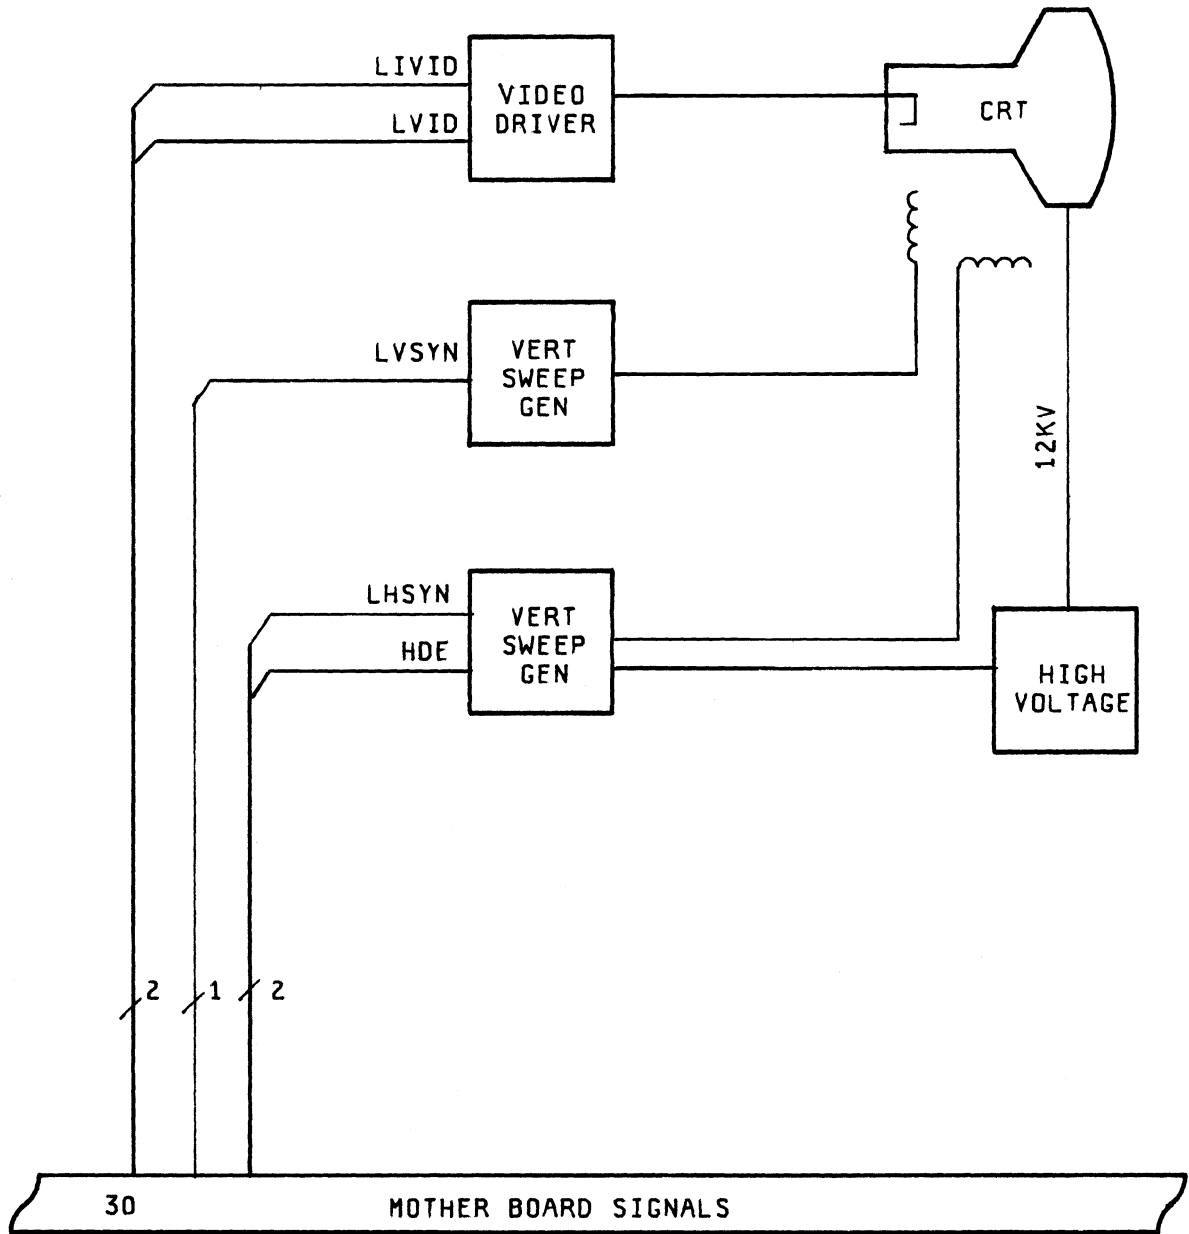 LIVID
LVID
VIDEO
DRIVER
CRT
LVSYN
VERT
SWEEP
GEN
12KV
LHSYN
HDE
VERT
SWEEP
GEN
HIGH
VOLTAGE
2
1
2
30
MOTHER BOARD SIGNALS